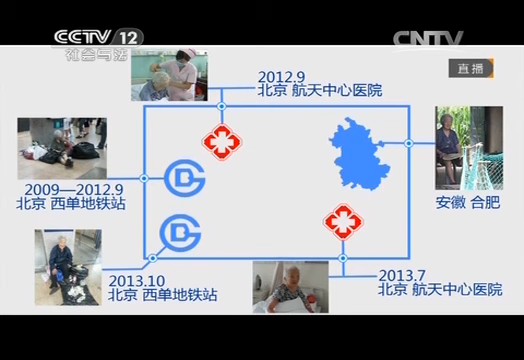 CCTV 12
社会与法
CNTV
直播
2012.9
北京 航天中心医院
2009—2012.9
北京 西单地铁站
安徽 合肥
2013.10
北京 西单地铁站
2013.7
北京 航天中心医院